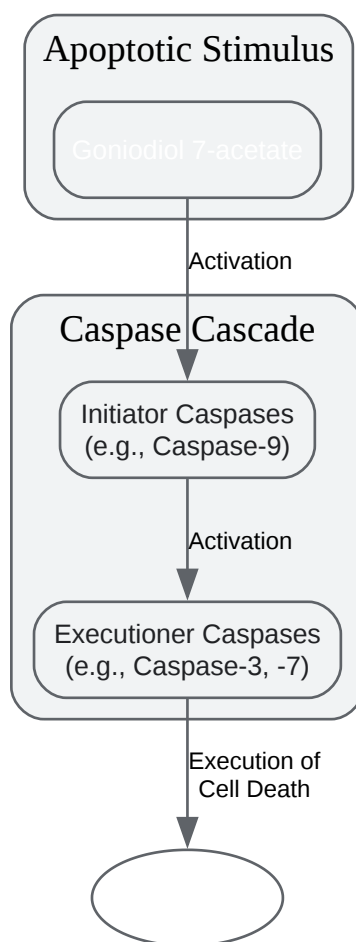 Apoptotic Stimulus
Goniodiol 7-acetate
Activation
Caspase Cascade
Initiator Caspases
(e.g., Caspase-9)
Activation
Executioner Caspases
(e.g., Caspase-3, -7)
Execution of
Cell Death